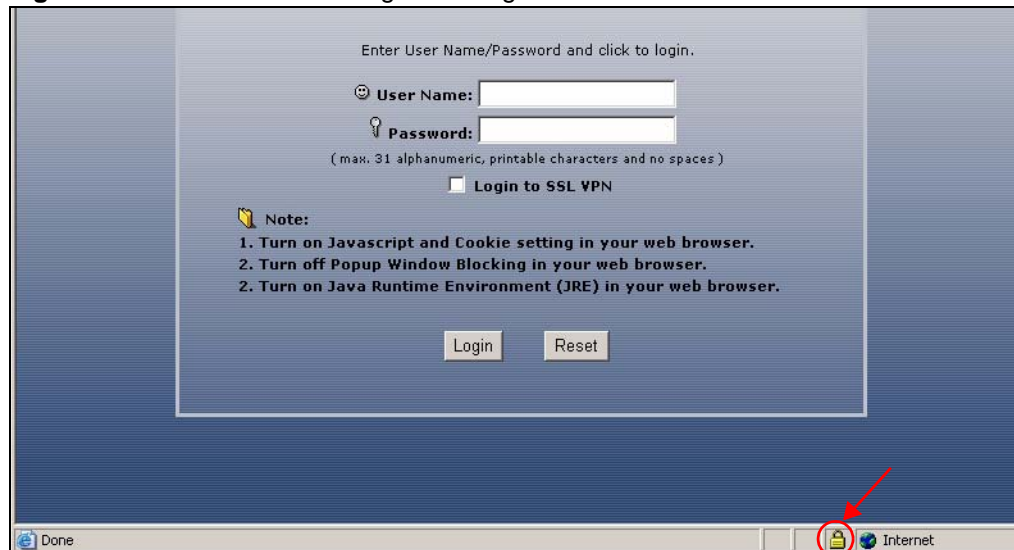 Enter User Name/Password and click to login.
User Name:
Password:
( max. 31 alphanumeric, printable characters and no spaces )
Login to SSL VPN
Note:
1. Turn on Javascript and Cookie setting in your web browser.
2. Turn off Popup Window Blocking in your web browser.
2. Turn on Java Runtime Environment (JRE) in your web browser.
Login Reset
Done Internet